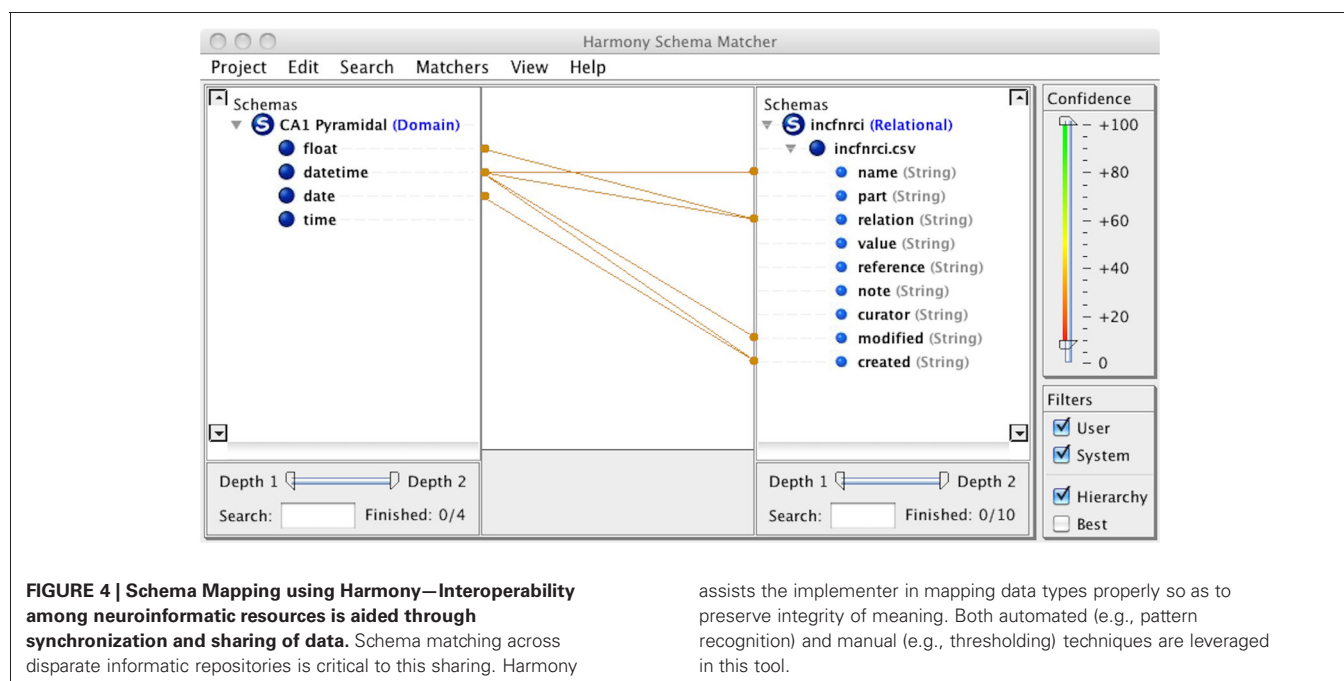 Harmony Schema Matcher
Project Edit Search Matchers View Help
Schemas
S CA1 Pyramidal (Domain)
float
datetime
date
time
Schemas
S incfnrci (Relational)
incfnrci.csv
name (String)
part (String)
relation (String)
value (String)
reference (String)
note (String)
curator (String)
modified (String)
created (String)
Confidence
+100
+80
+60
+40
+20
0
Filters
User
System
Hierarchy
Best
Depth 1 Depth 2
Search: Finished: 0/4
Depth 1 Depth 2
Search: Finished: 0/10
FIGURE 4 | Schema Mapping using Harmony—Interoperability
among neuroinformatic resources is aided through
synchronization and sharing of data. Schema matching across
disparate informatic repositories is critical to this sharing. Harmony
assists the implementer in mapping data types properly so as to
preserve integrity of meaning. Both automated (e.g., pattern
recognition) and manual (e.g., thresholding) techniques are leveraged
in this tool.